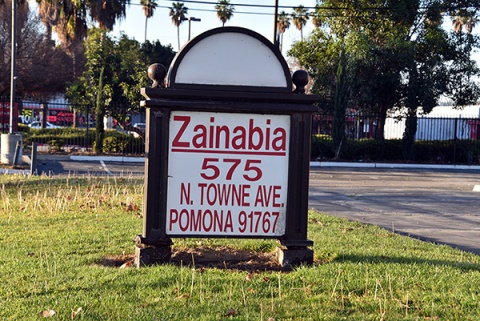 Zainabia
575
N. TOWNE AVE.
POMONA 91767